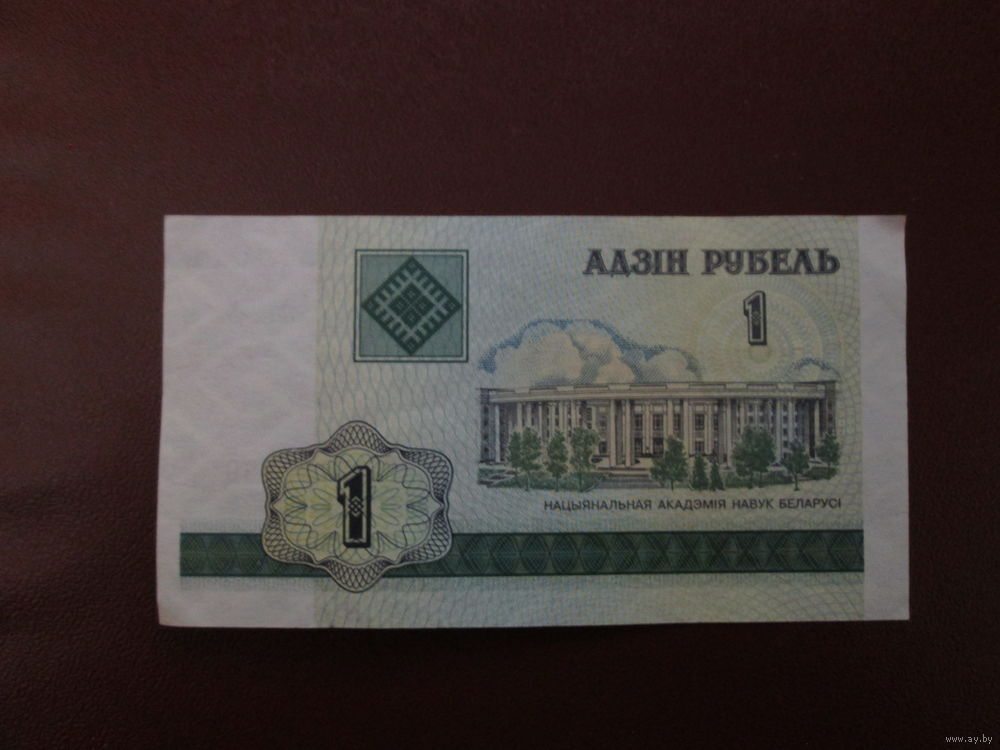 АДЗІН РУБЕЛЬ
1
НАЦЫЯНАЛЬНАЯ АКАДЭМІЯ НАВУК БЕЛАРУСІ
1
www.ay.by